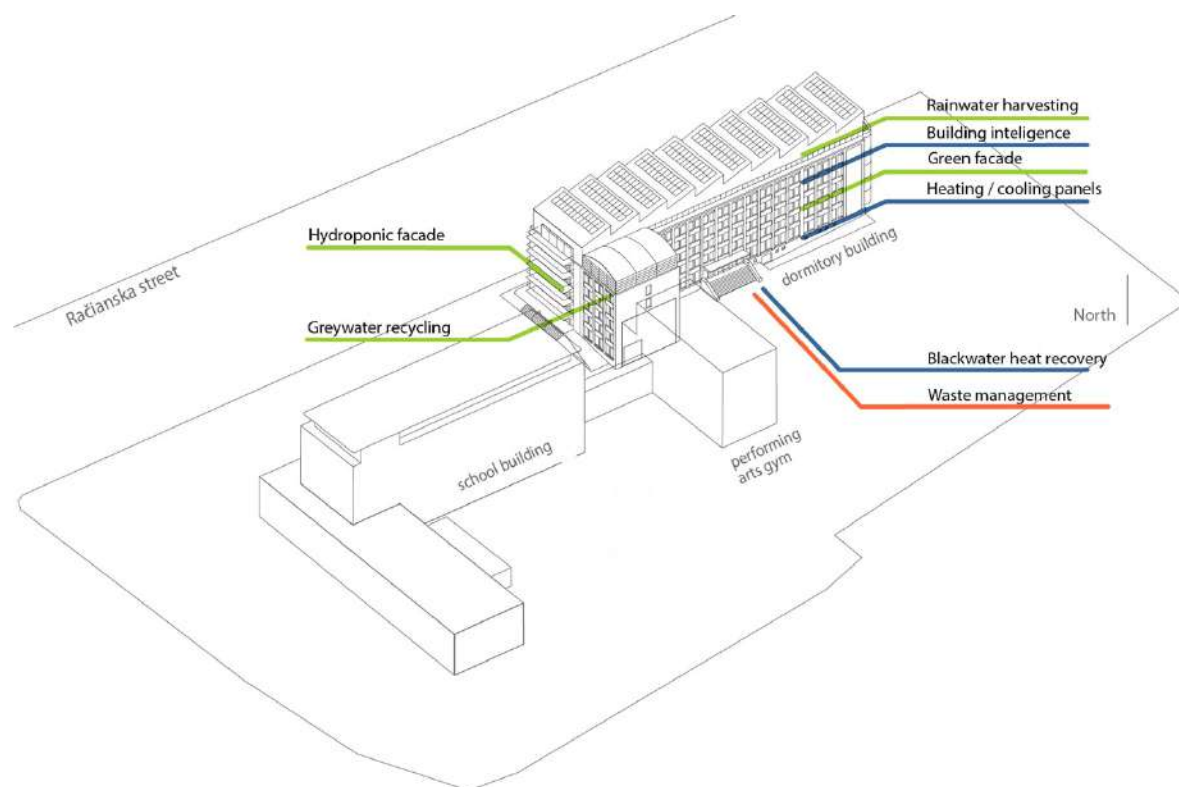 Rainwater harvesting
Building inteligence
Green facade
Heating / cooling panels
Hydroponic facade
dormitory building
Račianska street
North
Greywater recycling
Blackwater heat recovery
Waste management
school building
performing
arts gym